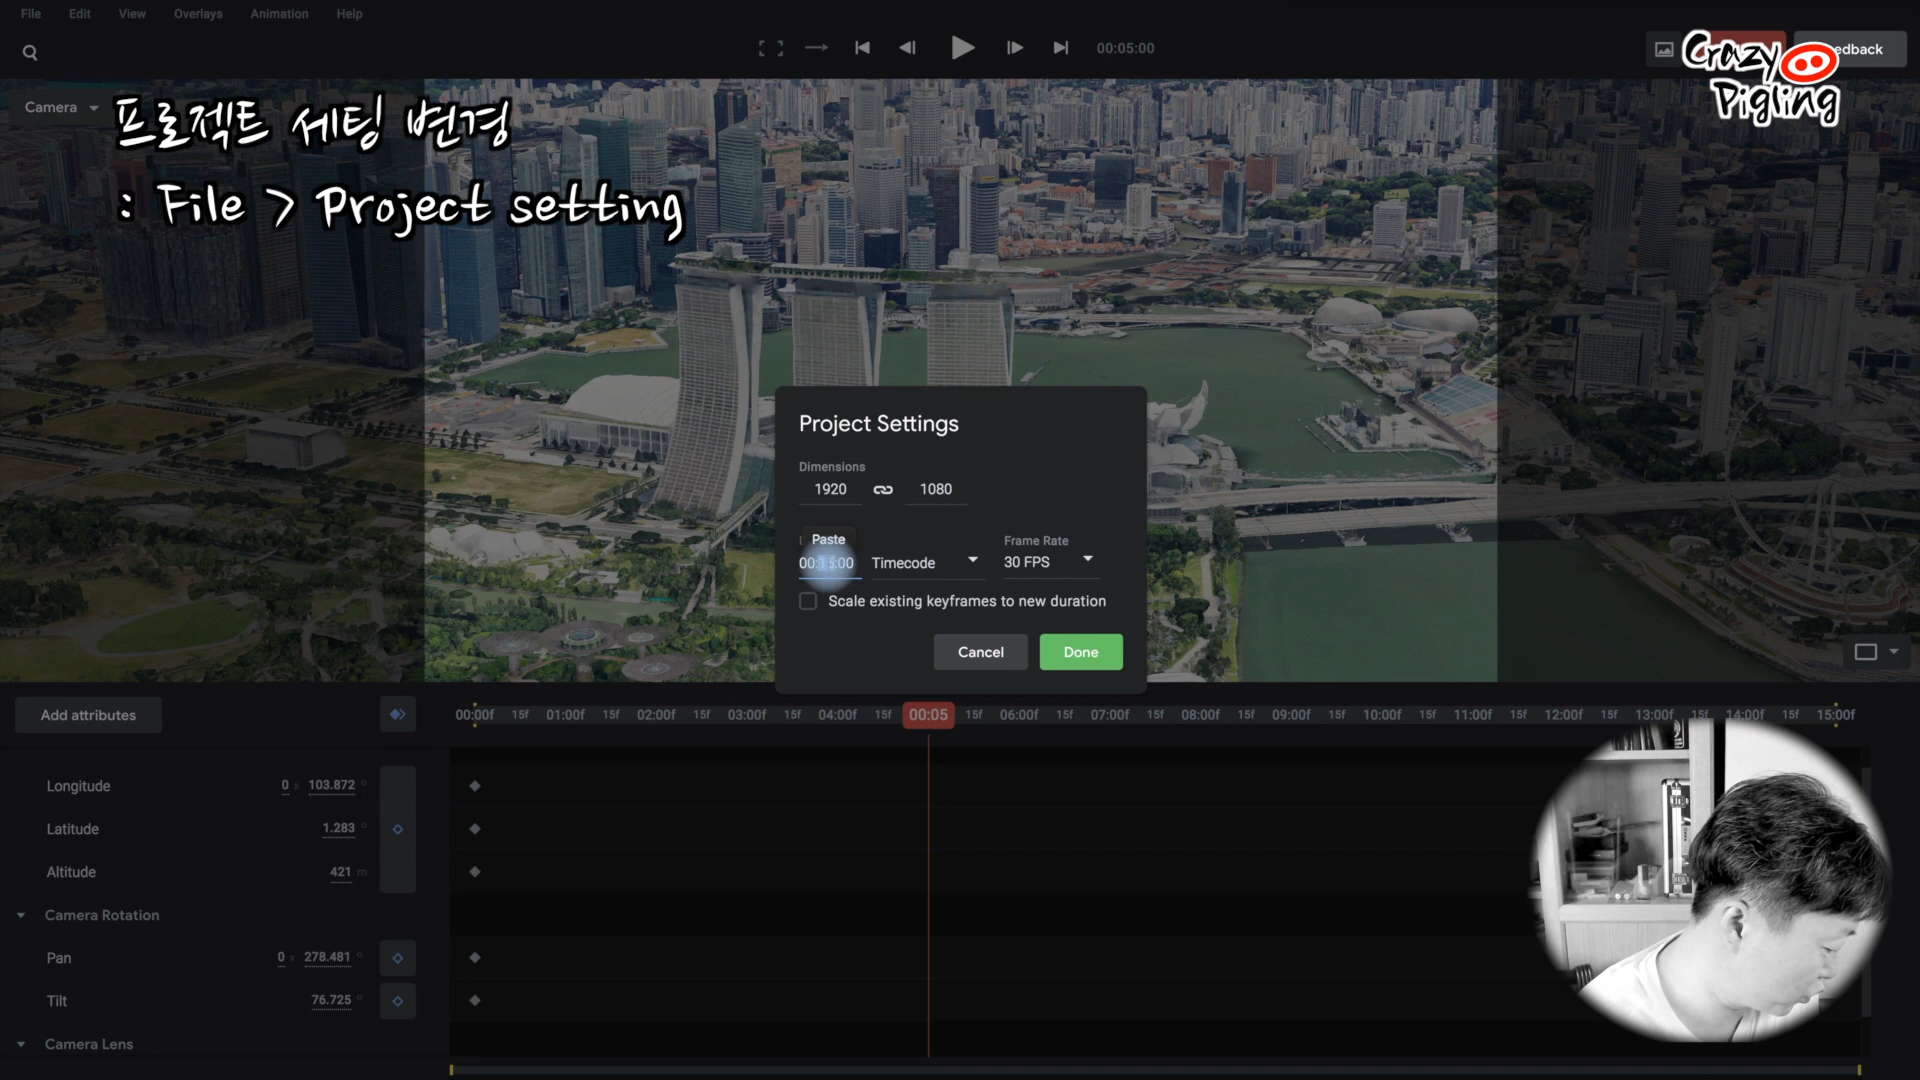 File Edit View Overlays Animation Help
00:05:00
Crazy Pigling
edback
Camera
프로젝트 세팅 변경
: File > Project setting
Project Settings
Dimensions
1920 1080
Paste
Frame Rate
00:15:00 Timecode 30 FPS
Scale existing keyframes to new duration
Cancel Done
Add attributes
00:00f 15f 01:00f 15f 02:00f 15f 03:00f 15f 04:00f 15f 00:05 15f 06:00f 15f 07:00f 15f 08:00f 15f 09:00f 15f 10:00f 15f 11:00f 15f 12:00f 15f 13:00f 15f 14:00f 15f 15:00f
Longitude 0 x 103.872 °
Latitude 1.283 °
Altitude 421 m
Camera Rotation
Pan 0 x 278.481 °
Tilt 76.725 °
Camera Lens